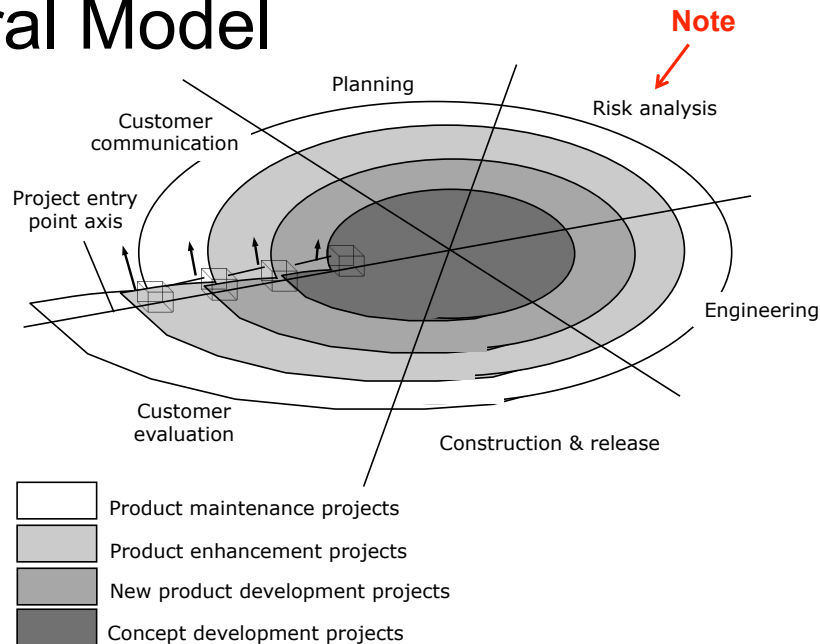 ral Model
Note
Planning
Risk analysis
Customer
communication
Project entry
point axis
Engineering
Customer
evaluation
Construction & release
Product maintenance projects
Product enhancement projects
New product development projects
Concept development projects